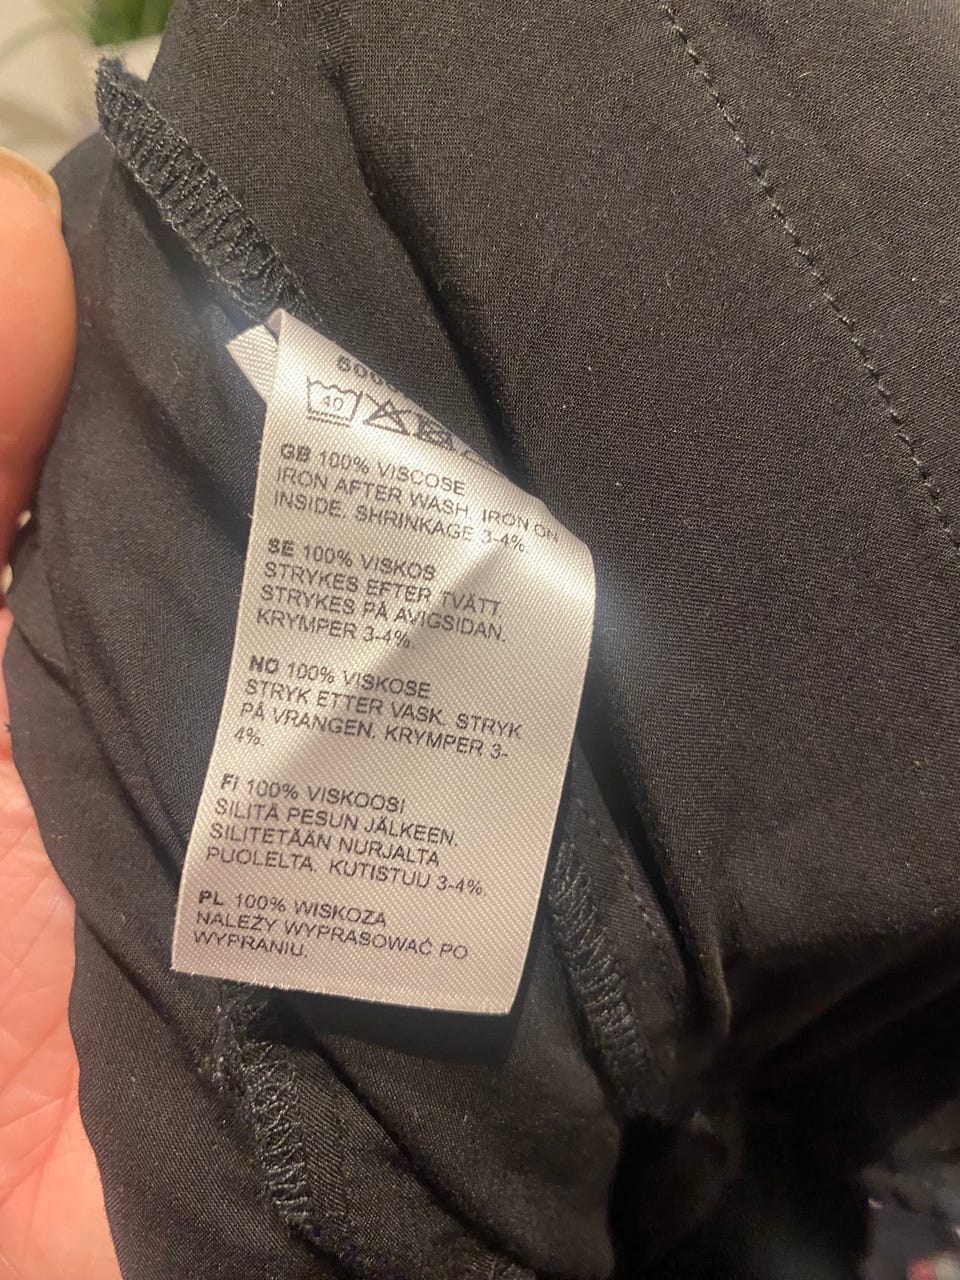 40
GB 100% VISCOSE
IRON AFTER WASH. IRON ON
INSIDE. SHRINKAGE 3-4%.
SE 100% VISKOS
STRYKES EFTER TVÄTT.
STRYKES PÅ AVIGSIDAN.
KRYMPER 3-4%.
NO 100% VISKOSE
STRYK ETTER VASK. STRYK
PÅ VRANGEN. KRYMPER 3-
4%.
FI 100% VISKOOSI
SILITÄ PESUN JÄLKEEN.
SILITETÄÄN NURJALTA
PUOLELTA. KUTISTUU 3-4%.
PL 100% WISKOZA
NALEŻY WYPRASOWAĆ PO
WYPRANIU.